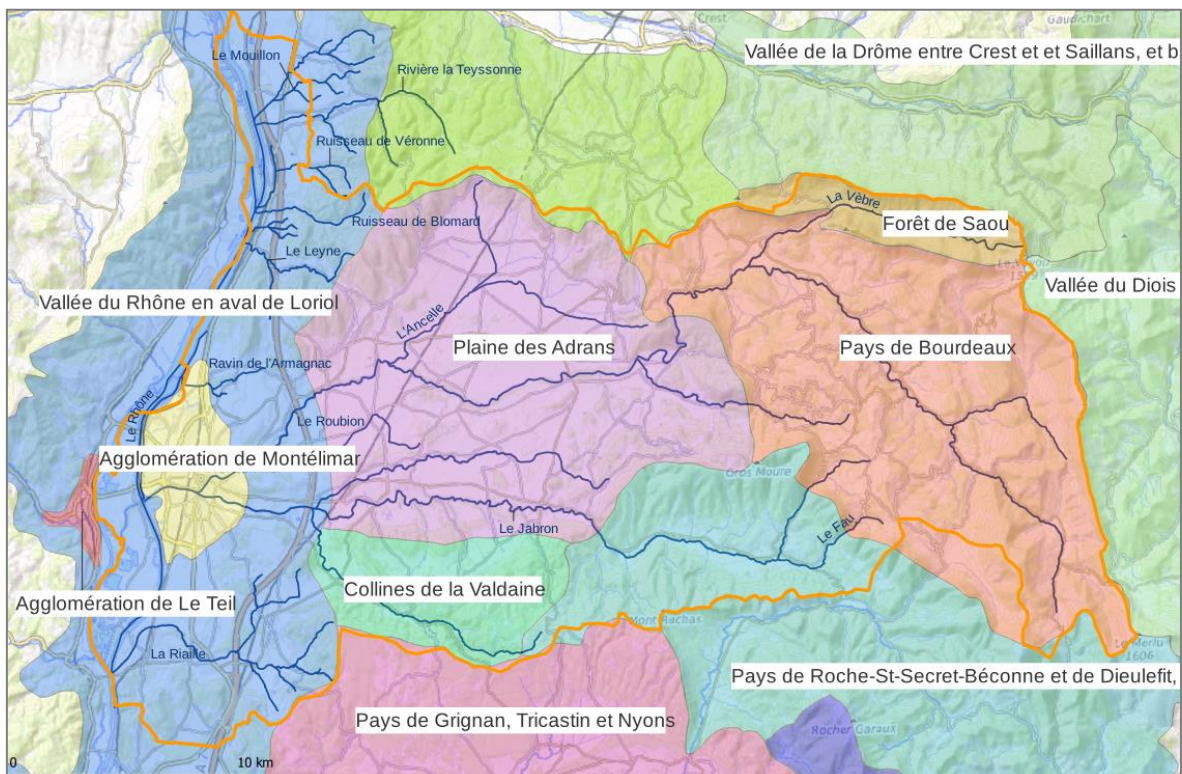 Crest
Gaudichart
Vallée de la Drôme entre Crest et et Saillans, et b
Le Mouillon
Rivière la Teyssonne
Ruisseau de Véronne
La Vèbre
Ruisseau de Blomard
Forêt de Saou
Le Leyne
Vallée du Rhône en aval de Loriol
Vallée du Diois
L'Ancelle
Plaine des Adrans
Pays de Bourdeaux
Ravin de l'Armagnac
Le Rhône
Le Roubion
Agglomération de Montélimar
Gros Moure
Le Jabron
Le Fau
Collines de la Valdaine
Agglomération de Le Teil
Mont Rachas
La Riaille
Le Merlu
1606
Pays de Roche-St-Secret-Béconne et de Dieulefit,
Pays de Grignan, Tricastin et Nyons
Rocher Garaux
0
10 km